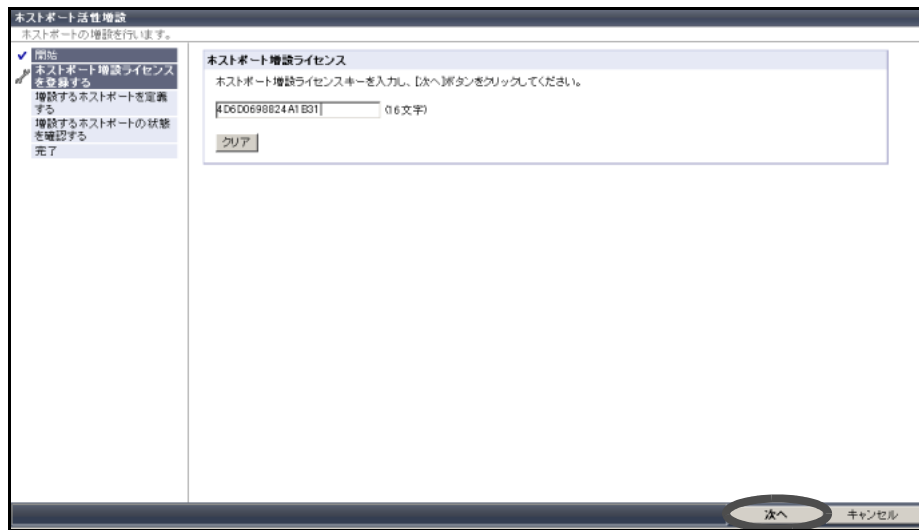 ホストポート活性増設
ホストポートの増設を行います。
開始
ホストポート増設ライセンス
を登録する
増設するホストポートを定義
する
増設するホストポートの状態
を確認する
完了
ホストポート増設ライセンス
ホストポート増設ライセンスキーを入力し、[次へ]ボタンをクリックしてください。
4D6D0698824A1B31 (16文字)
クリア
次へ キャンセル